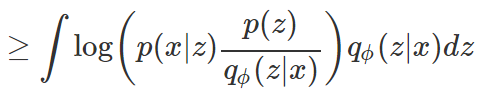 ≥ ∫ log( p(x|z) p(z)/q_ϕ(z|x) ) q_ϕ(z|x)dz